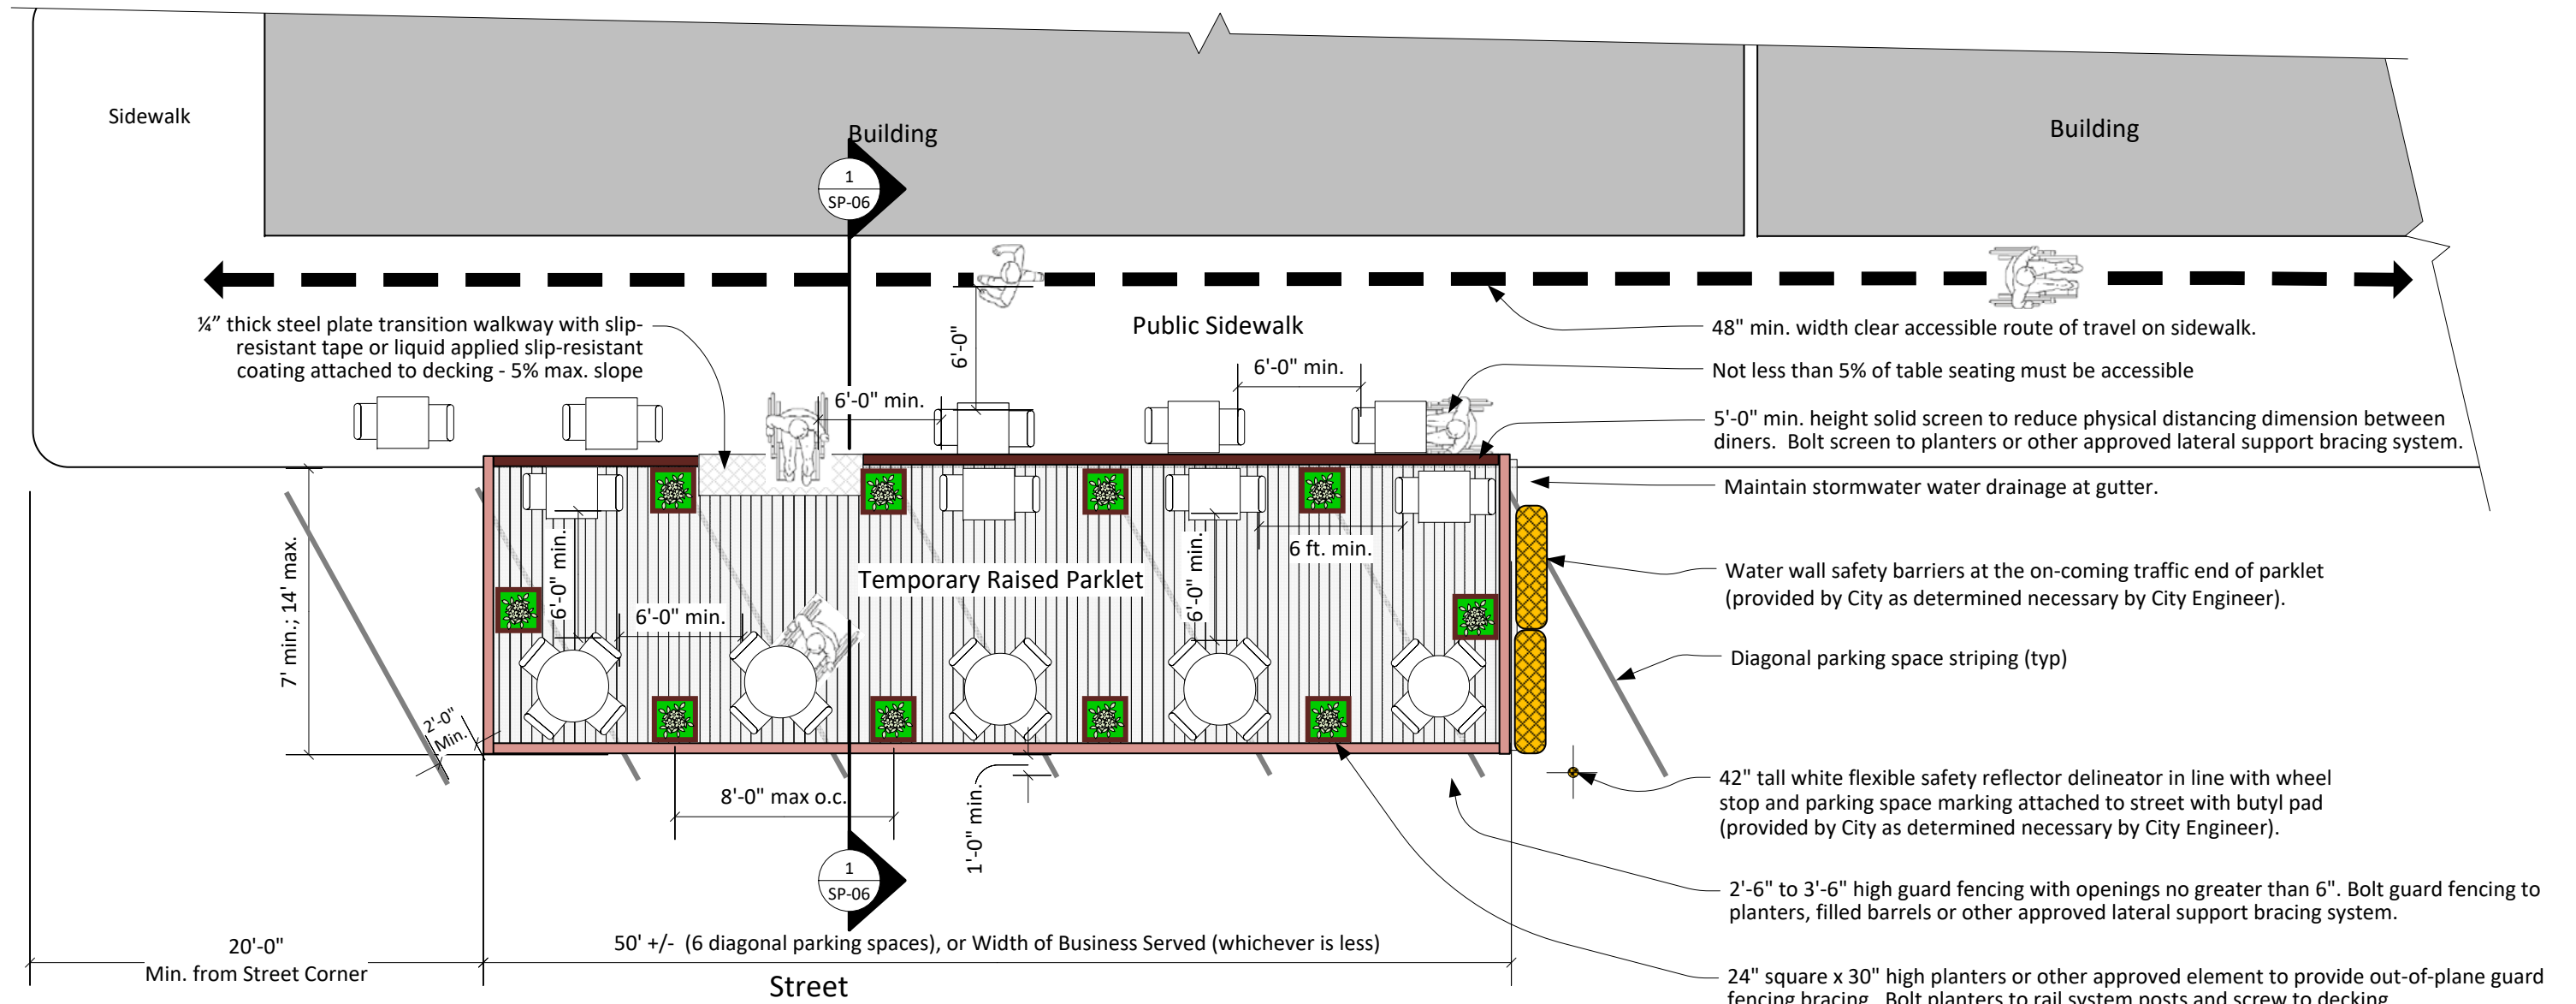 Sidewalk
Building
Building
1
SP-06
¼” thick steel plate transition walkway with slip-
resistant tape or liquid applied slip-resistant
coating attached to decking - 5% max. slope
6'-0"
Public Sidewalk
6'-0" min.
6'-0" min.
48" min. width clear accessible route of travel on sidewalk.
Not less than 5% of table seating must be accessible
5'-0" min. height solid screen to reduce physical distancing dimension between
diners.  Bolt screen to planters or other approved lateral support bracing system.
Maintain stormwater water drainage at gutter.
7' min.; 14' max.
6'-0" min.
6'-0" min.
Temporary Raised Parklet
6'-0" min.
6 ft. min.
Water wall safety barriers at the on-coming traffic end of parklet
(provided by City as determined necessary by City Engineer).
Diagonal parking space striping (typ)
2'-0"
Min.
8'-0" max o.c.
1'-0" min.
42" tall white flexible safety reflector delineator in line with wheel
stop and parking space marking attached to street with butyl pad
(provided by City as determined necessary by City Engineer).
1
SP-06
2'-6" to 3'-6" high guard fencing with openings no greater than 6". Bolt guard fencing to
planters, filled barrels or other approved lateral support bracing system.
20'-0"
Min. from Street Corner
50' +/-  (6 diagonal parking spaces), or Width of Business Served (whichever is less)
Street
24" square x 30" high planters or other approved element to provide out-of-plane guard
fencing bracing.  Bolt planters to rail system posts and screw to decking